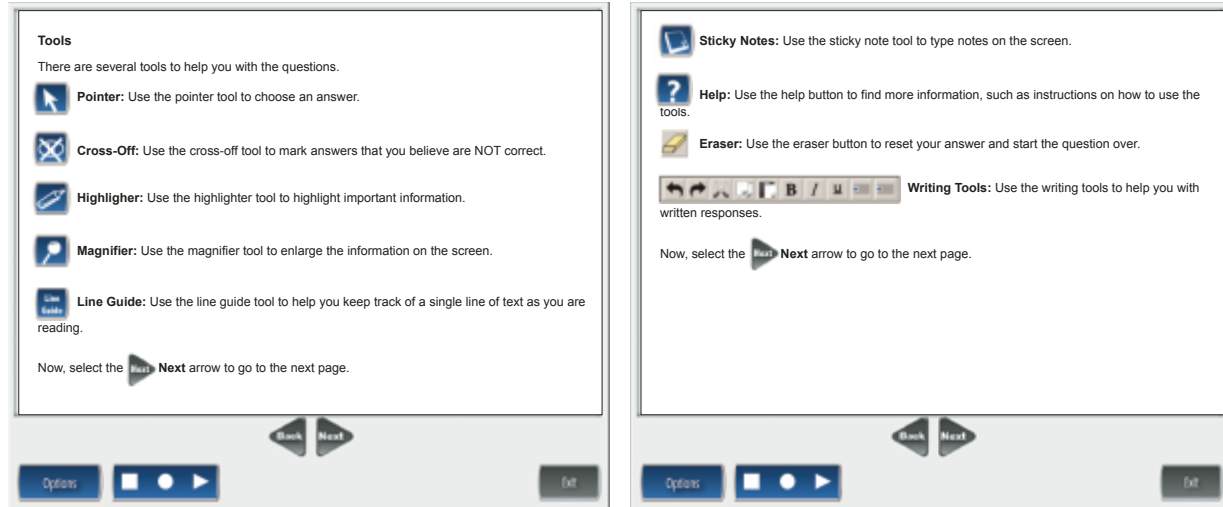 Tools
There are several tools to help you with the questions.
Pointer: Use the pointer tool to choose an answer.
Cross-Off: Use the cross-off tool to mark answers that you believe are NOT correct.
Highligher: Use the highlighter tool to highlight important information.
Magnifier: Use the magnifier tool to enlarge the information on the screen.
Line
Guide
Line Guide: Use the line guide tool to help you keep track of a single line of text as you are
reading.
Now, select the Next Next arrow to go to the next page.
Back Next
Options
Exit
Sticky Notes: Use the sticky note tool to type notes on the screen.
? Help: Use the help button to find more information, such as instructions on how to use the
tools.
Eraser: Use the eraser button to reset your answer and start the question over.
B I U Writing Tools: Use the writing tools to help you with
written responses.
Now, select the Next Next arrow to go to the next page.
Back Next
Options
Exit